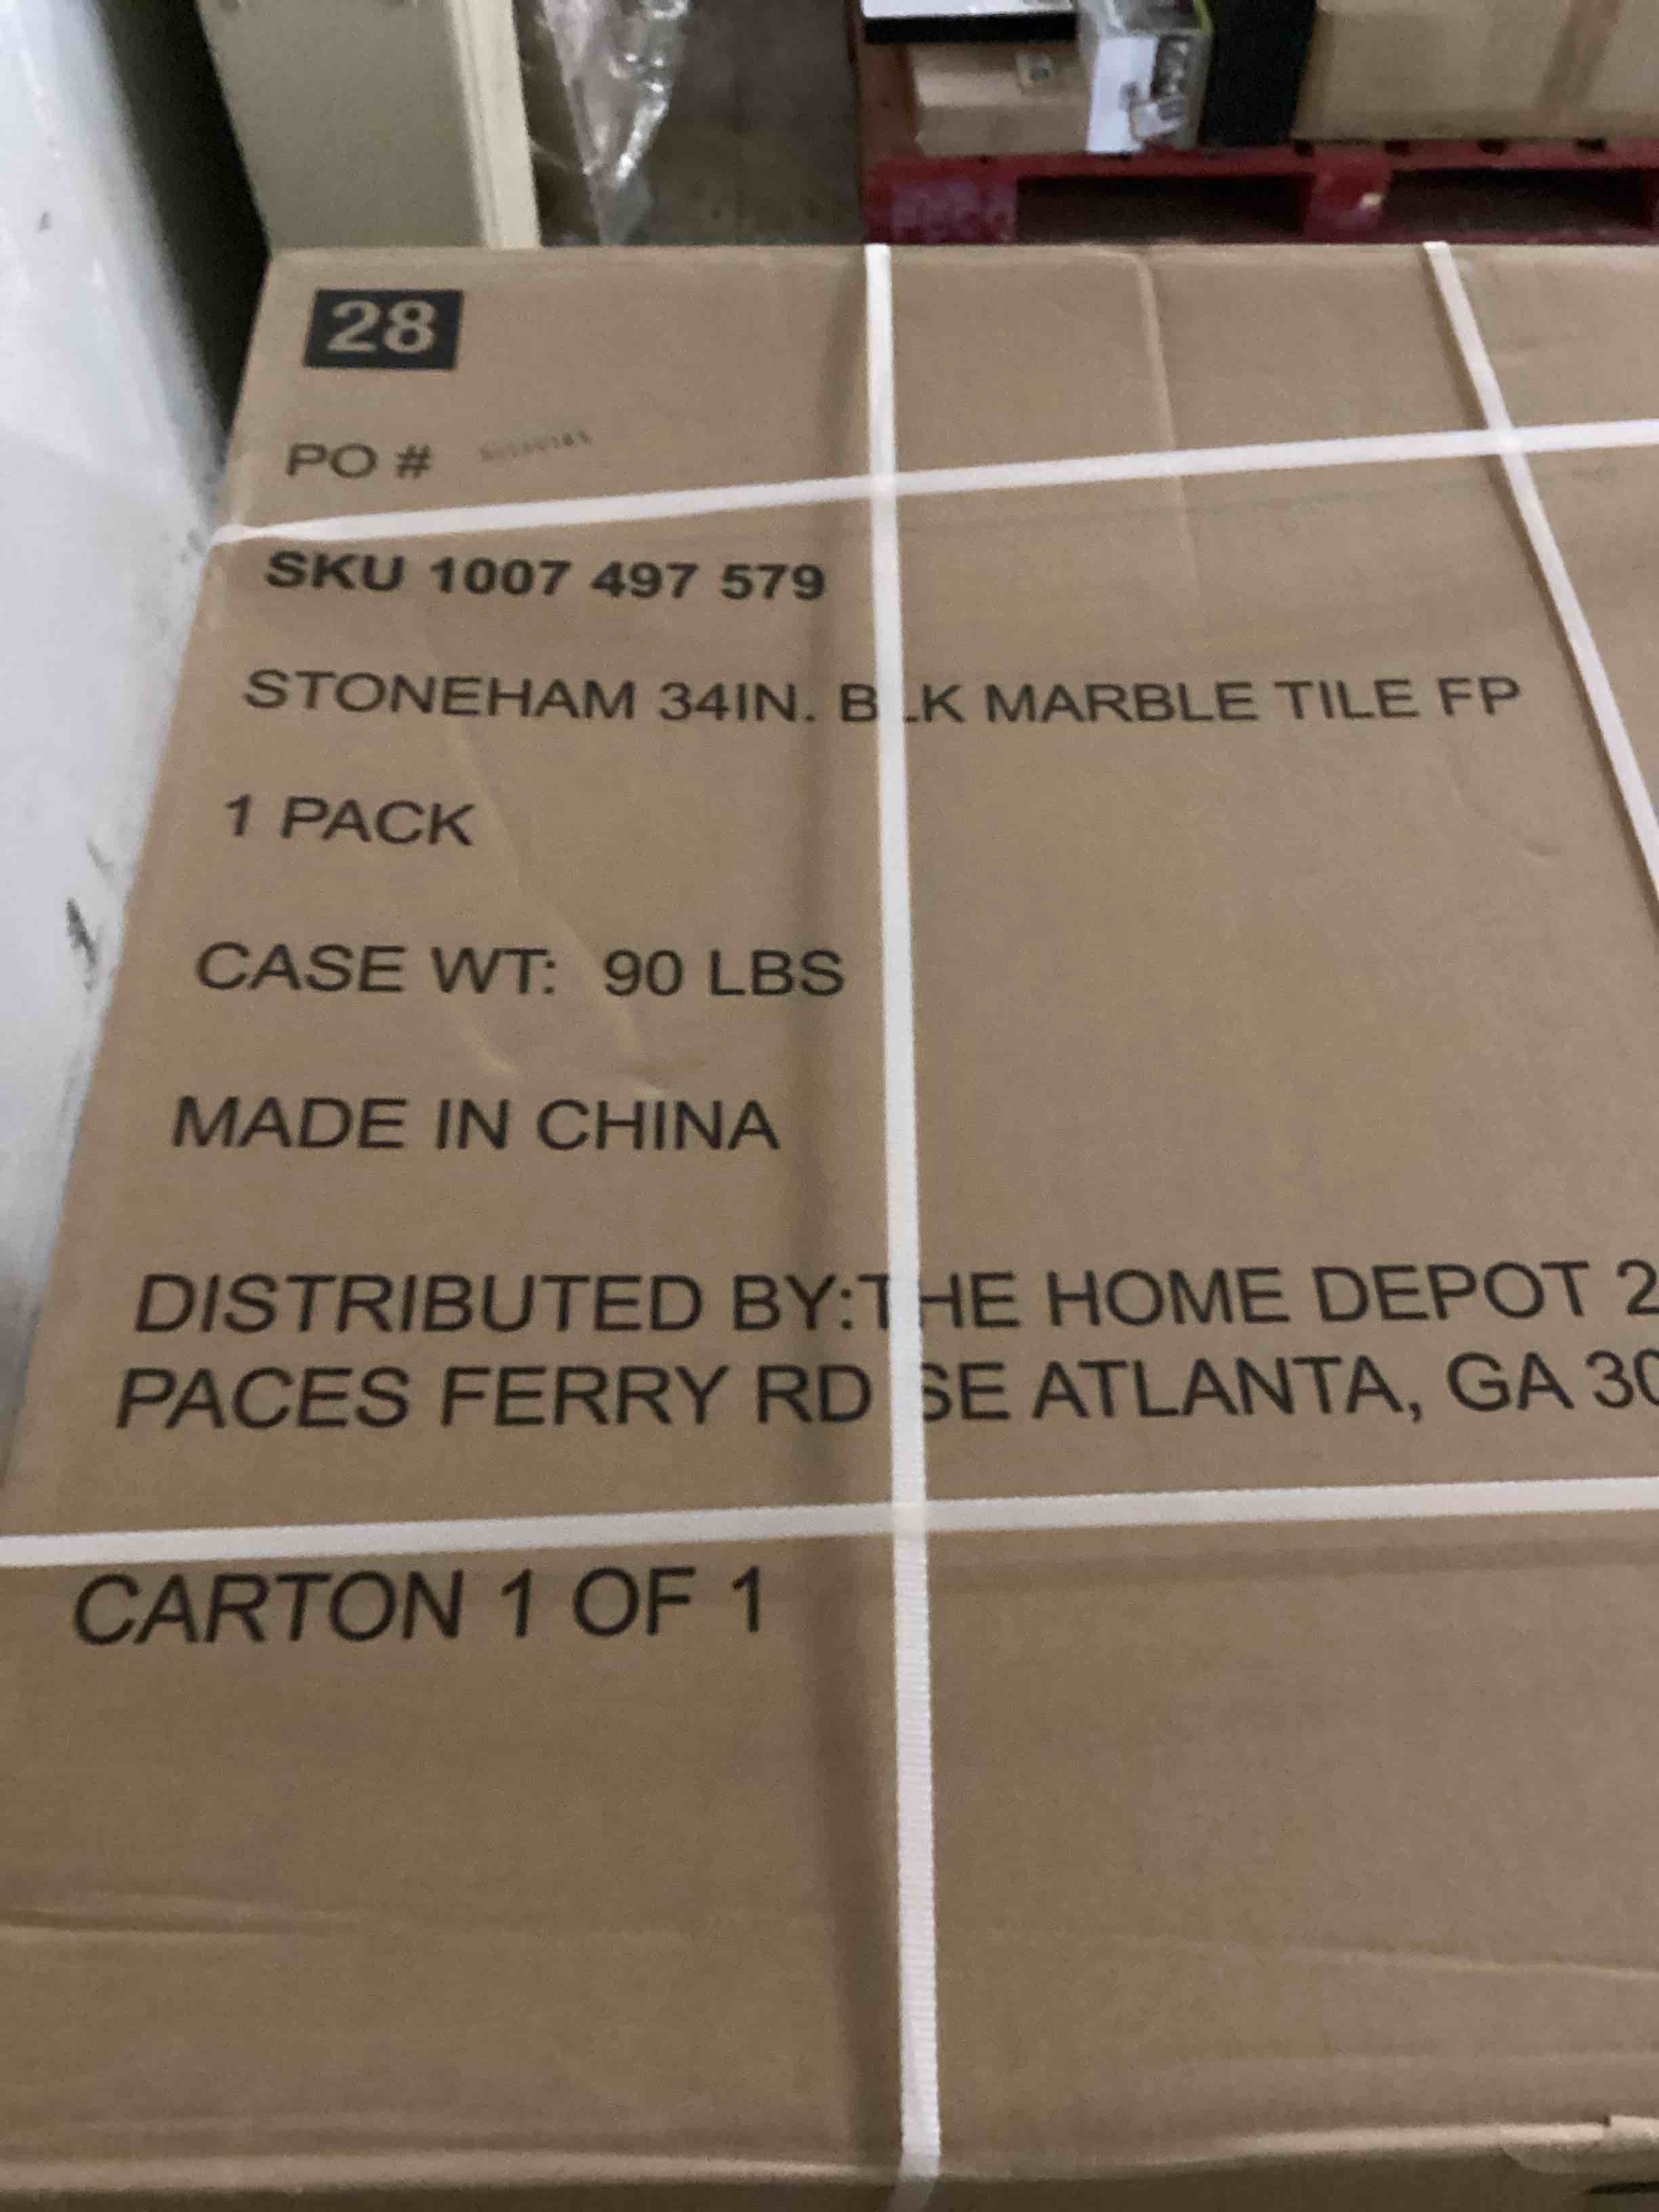 28
PO #
SKU 1007 497 579
STONEHAM 34IN. BLK MARBLE TILE FP
1 PACK
CASE WT: 90 LBS
MADE IN CHINA
DISTRIBUTED BY:THE HOME DEPOT 2
PACES FERRY RD SE ATLANTA, GA 30
CARTON 1 OF 1